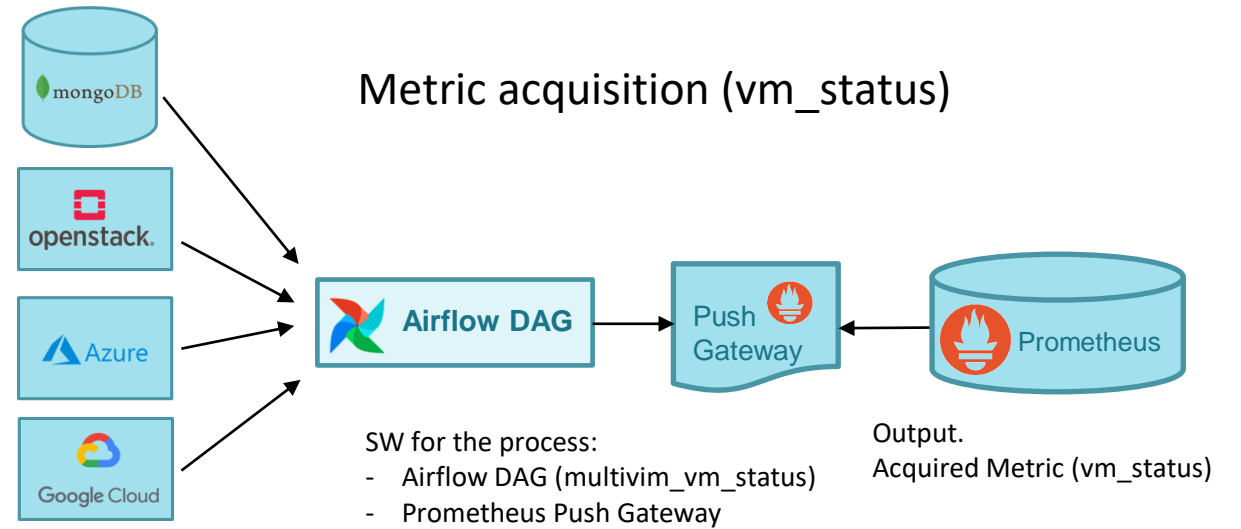 mongoDB
Metric acquisition (vm_status)
openstack.
Azure
Google Cloud
Airflow DAG
Push
Gateway
Prometheus
SW for the process:
- Airflow DAG (multivim_vm_status)
- Prometheus Push Gateway
Output.
Acquired Metric (vm_status)